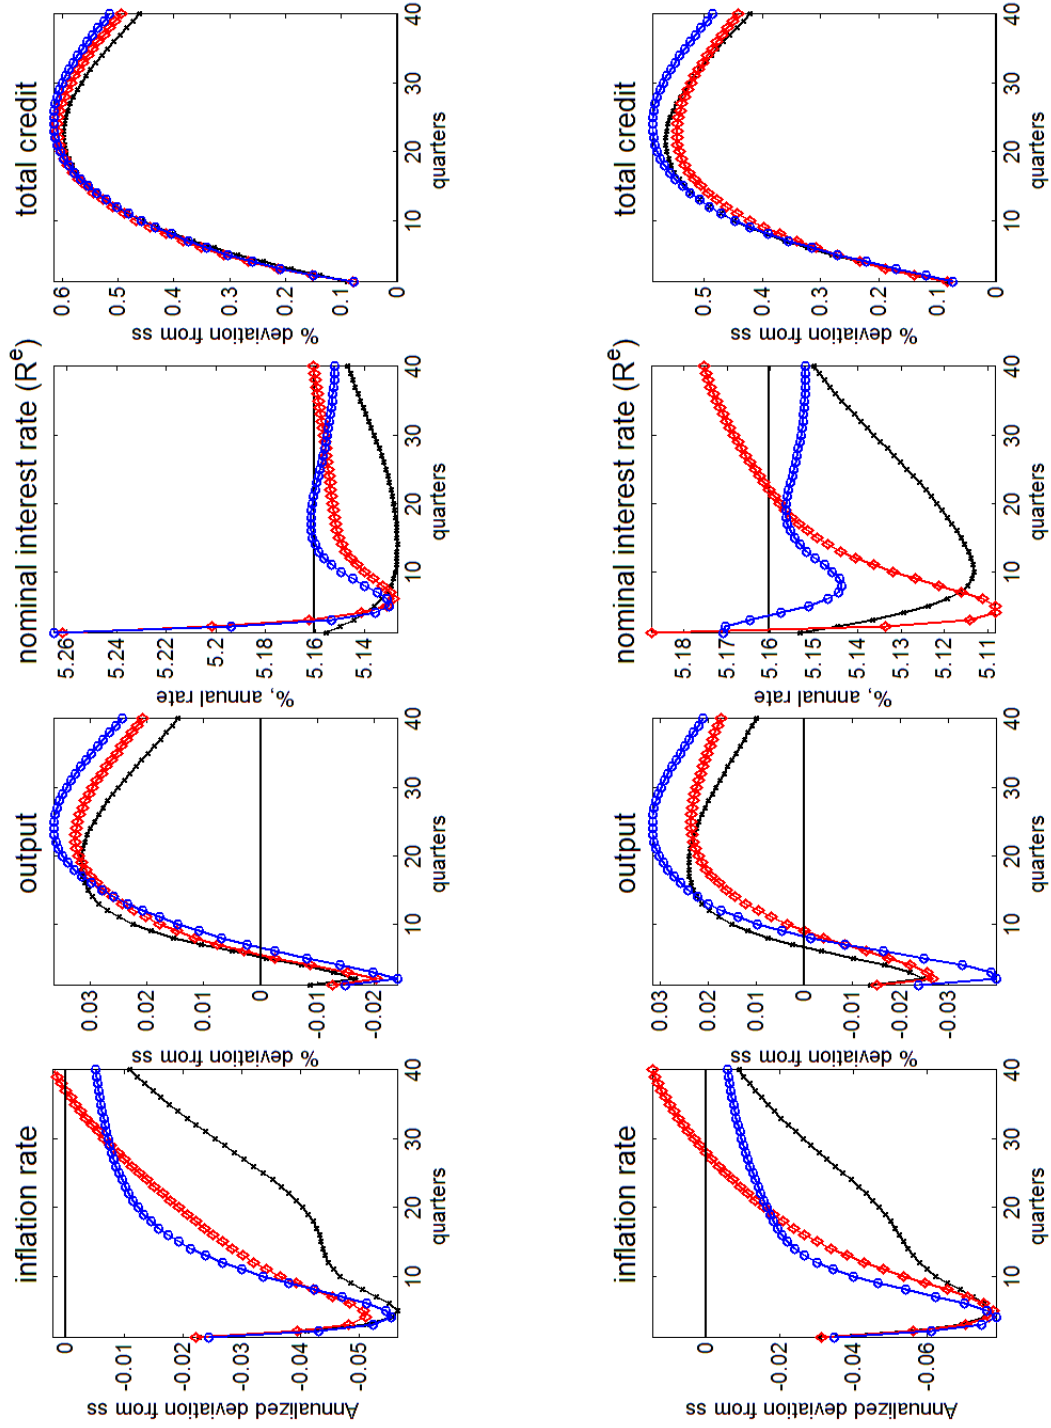 inflation rate
Annualized deviation from ss
0
-0.01
-0.02
-0.03
-0.04
-0.05
10 20 30 40
quarters
output
% deviation from ss
0.03
0.02
0.01
0
-0.01
-0.02
10 20 30 40
quarters
nominal interest rate (R^e)
%, annual rate
5.26
5.24
5.22
5.2
5.18
5.16
5.14
10 20 30 40
quarters
total credit
% deviation from ss
0.6
0.5
0.4
0.3
0.2
0.1
0
10 20 30 40
quarters
inflation rate
Annualized deviation from ss
0
-0.02
-0.04
-0.06
10 20 30 40
quarters
output
% deviation from ss
0.03
0.02
0.01
0
-0.01
-0.02
-0.03
10 20 30 40
quarters
nominal interest rate (R^e)
%, annual rate
5.18
5.17
5.16
5.15
5.14
5.13
5.12
5.11
10 20 30 40
quarters
total credit
% deviation from ss
0.5
0.4
0.3
0.2
0.1
0
10 20 30 40
quarters